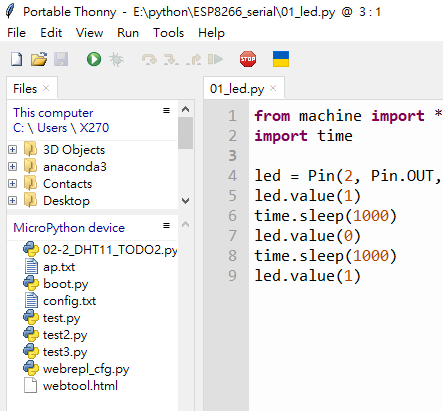 Portable Thonny - E:\python\ESP8266_serial\01_led.py @ 3 : 1
File Edit View Run Tools Help
STOP
Files ×
This computer
C: \ Users \ X270
3D Objects
anaconda3
Contacts
Desktop
MicroPython device
02-2_DHT11_TODO2.py
ap.txt
boot.py
config.txt
test.py
test2.py
test3.py
webrepl_cfg.py
webtool.html
01_led.py ×
1 from machine import *
2 import time
3
4 led = Pin(2, Pin.OUT,
5 led.value(1)
6 time.sleep(1000)
7 led.value(0)
8 time.sleep(1000)
9 led.value(1)